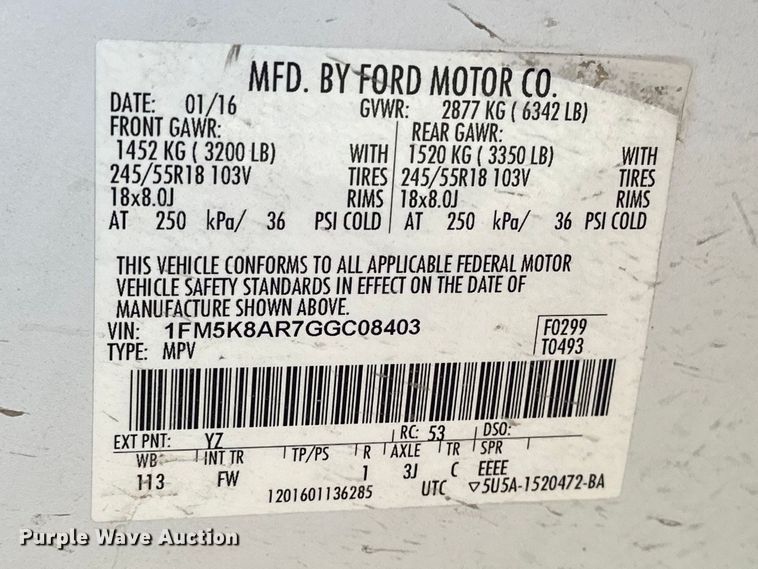 MFD. BY FORD MOTOR CO.
DATE: 01/16 GVWR: 2877 KG ( 6342 LB)
FRONT GAWR: REAR GAWR:
1452 KG ( 3200 LB) WITH 1520 KG ( 3350 LB) WITH
245/55R18 103V TIRES 245/55R18 103V TIRES
18x8.0J RIMS 18x8.0J RIMS
AT 250 kPa/ 36 PSI COLD AT 250 kPa/ 36 PSI COLD
THIS VEHICLE CONFORMS TO ALL APPLICABLE FEDERAL MOTOR
VEHICLE SAFETY STANDARDS IN EFFECT ON THE DATE OF
MANUFACTURE SHOWN ABOVE.
VIN: 1FM5K8AR7GGC08403 F0299
TYPE: MPV T0493
EXT PNT: YZ RC: 53 DSO:
WB INT TR TP/PS R AXLE TR SPR
113 FW 1 3J C EEEE
1201601136285 UTC ▽5U5A-1520472-BA
Purple Wave Auction